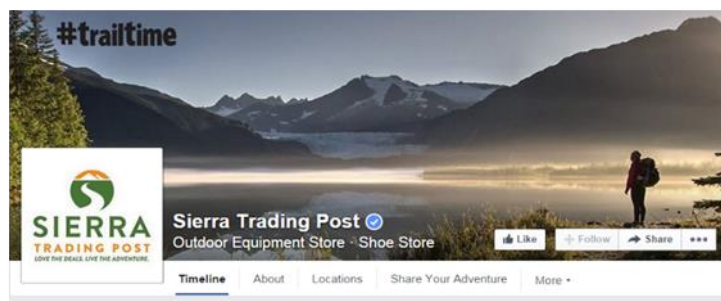 #trailtime
SIERRA
TRADING POST
LOVE THE DEALS. LIVE THE ADVENTURE.
Sierra Trading Post
Outdoor Equipment Store · Shoe Store
Like
Follow
Share
Timeline
About
Locations
Share Your Adventure
More